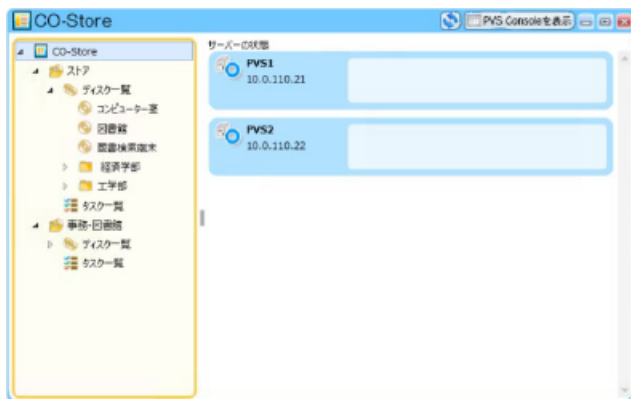 CO-Store
PVS Consoleを表示
CO-Store
ストア
ディスク一覧
コンピューター室
図書館
蔵書検索端末
経済学部
工学部
タスク一覧
事務・図書館
ディスク一覧
タスク一覧
サーバーの状態
PVS1
10.0.110.21
PVS2
10.0.110.22